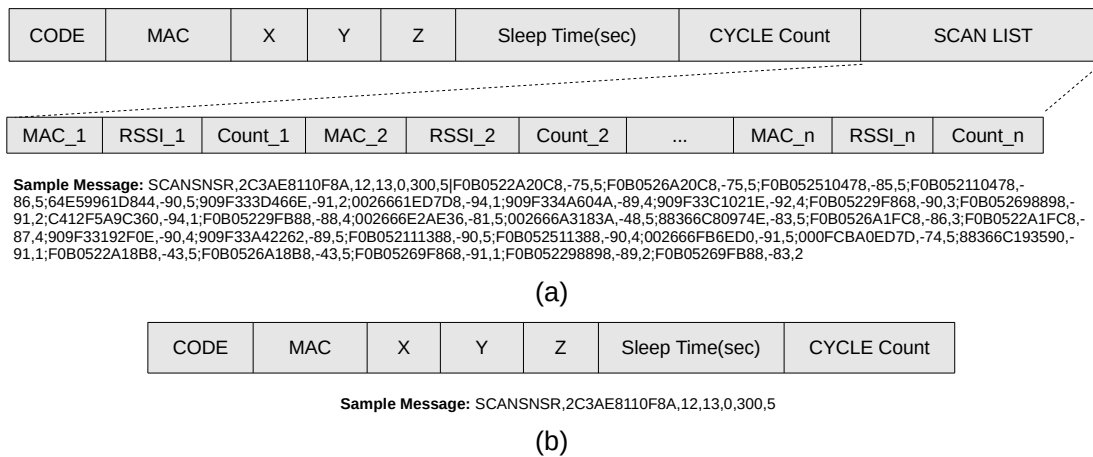 CODE MAC X Y Z Sleep Time(sec) CYCLE Count SCAN LIST
MAC_1 RSSI_1 Count_1 MAC_2 RSSI_2 Count_2 ... MAC_n RSSI_n Count_n
Sample Message: SCANSNSR,2C3AE8110F8A,12,13,0,300,5|F0B0522A20C8,-75,5;F0B0526A20C8,-75,5;F0B052510478,-85,5;F0B052110478,-
86,5;64E59961D844,-90,5;909F333D466E,-91,2;0026661ED7D8,-94,1;909F334A604A,-89,4;909F33C1021E,-92,4;F0B05229F868,-90,3;F0B052698898,-
91,2;C412F5A9C360,-94,1;F0B05229FB88,-88,4;002666E2AE36,-81,5;002666A3183A,-48,5;88366C80974E,-83,5;F0B0526A1FC8,-86,3;F0B0522A1FC8,-
87,4;909F33192F0E,-90,4;909F33A42262,-89,5;F0B052111388,-90,5;F0B052511388,-90,4;002666FB6ED0,-91,5;000FCBA0ED7D,-74,5;88366C193590,-
91,1;F0B0522A18B8,-43,5;F0B0526A18B8,-43,5;F0B05269F868,-91,1;F0B052298898,-89,2;F0B05269FB88,-83,2
(a)
CODE MAC X Y Z Sleep Time(sec) CYCLE Count
Sample Message: SCANSNSR,2C3AE8110F8A,12,13,0,300,5
(b)